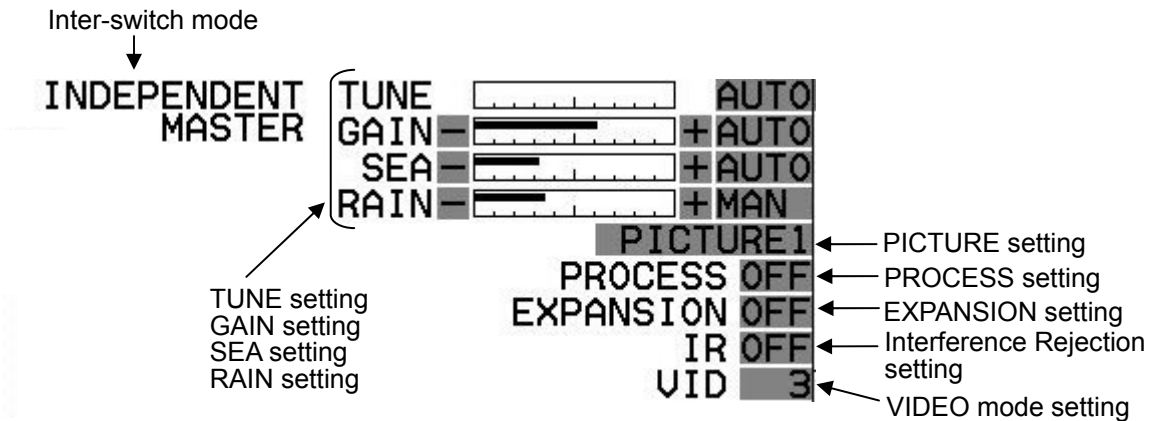 Inter-switch mode
INDEPENDENT
MASTER
TUNE AUTO
GAIN - + AUTO
SEA - + AUTO
RAIN - + MAN
PICTURE1
PROCESS OFF
EXPANSION OFF
IR OFF
VID 3
TUNE setting
GAIN setting
SEA setting
RAIN setting
PICTURE setting
PROCESS setting
EXPANSION setting
Interference Rejection
setting
VIDEO mode setting